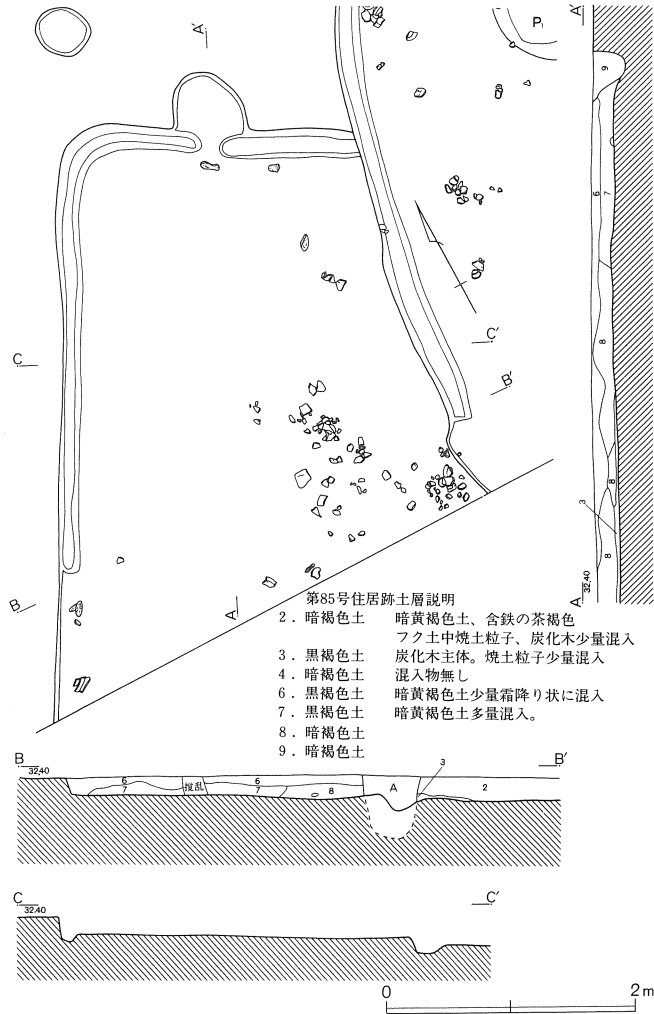 A′
P₁
A′
9
6
7
C
C′
B′
8
8
3
8
B
A
A
32.40
第85号住居跡土層説明
2．暗褐色土 暗黄褐色土、含鉄の茶褐色
フク土中焼土粒子、炭化木少量混入
3．黒褐色土 炭化木主体。焼土粒子少量混入
4．暗褐色土 混入物無し
6．黒褐色土 暗黄褐色土少量霜降り状に混入
7．黒褐色土 暗黄褐色土多量混入。
8．暗褐色土
9．暗褐色土
B
B′
32.40
3
6
7
撹乱
6
7
8
A
2
C
C′
32.40
0
2m